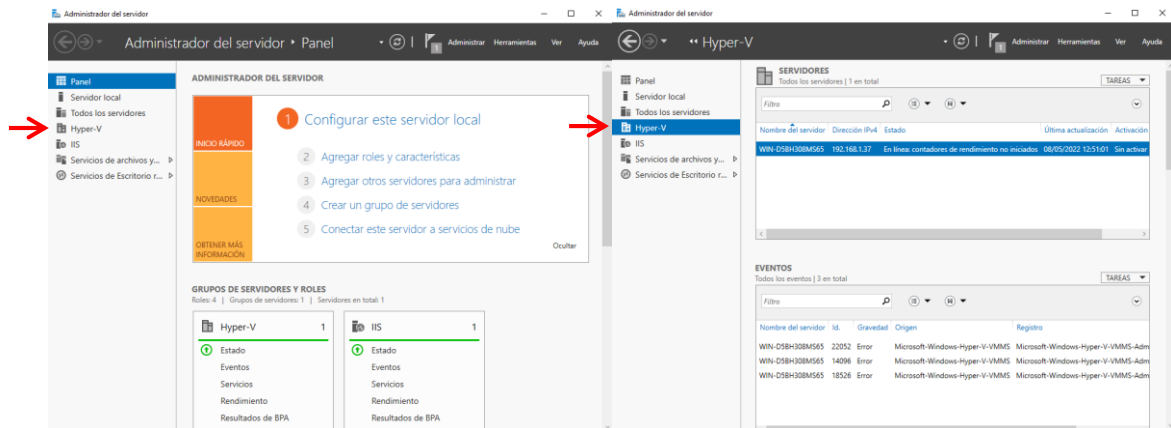 Administrador del servidor
Administrador del servidor • Panel
1
Administrar Herramientas Ver Ayuda
Panel
Servidor local
Todos los servidores
Hyper-V
IIS
Servicios de archivos y...
Servicios de Escritorio r...
ADMINISTRADOR DEL SERVIDOR
INICIO RÁPIDO
NOVEDADES
OBTENER MÁS
INFORMACIÓN
1 Configurar este servidor local
2 Agregar roles y características
3 Agregar otros servidores para administrar
4 Crear un grupo de servidores
5 Conectar este servidor a servicios de nube
Ocultar
GRUPOS DE SERVIDORES Y ROLES
Roles: 4 | Grupos de servidores: 1 | Servidores en total: 1
Hyper-V 1
Estado
Eventos
Servicios
Rendimiento
Resultados de BPA
IIS 1
Estado
Eventos
Servicios
Rendimiento
Resultados de BPA
Administrador del servidor
Hyper-V
1
Administrar Herramientas Ver Ayuda
Panel
Servidor local
Todos los servidores
Hyper-V
IIS
Servicios de archivos y...
Servicios de Escritorio r...
SERVIDORES
Todos los servidores | 1 en total
TAREAS
Filtro
Nombre del servidor Dirección IPv4 Estado Última actualización Activación
WIN-D5BH308MS65 192.168.1.37 En línea: contadores de rendimiento no iniciados 08/05/2022 12:51:01 Sin activar
EVENTOS
Todos los eventos | 3 en total
TAREAS
Filtro
Nombre del servidor Id. Gravedad Origen Registro
WIN-D5BH308MS65 22052 Error Microsoft-Windows-Hyper-V-VMMS Microsoft-Windows-Hyper-V-VMMS-Adm
WIN-D5BH308MS65 14096 Error Microsoft-Windows-Hyper-V-VMMS Microsoft-Windows-Hyper-V-VMMS-Adm
WIN-D5BH308MS65 18526 Error Microsoft-Windows-Hyper-V-VMMS Microsoft-Windows-Hyper-V-VMMS-Adm